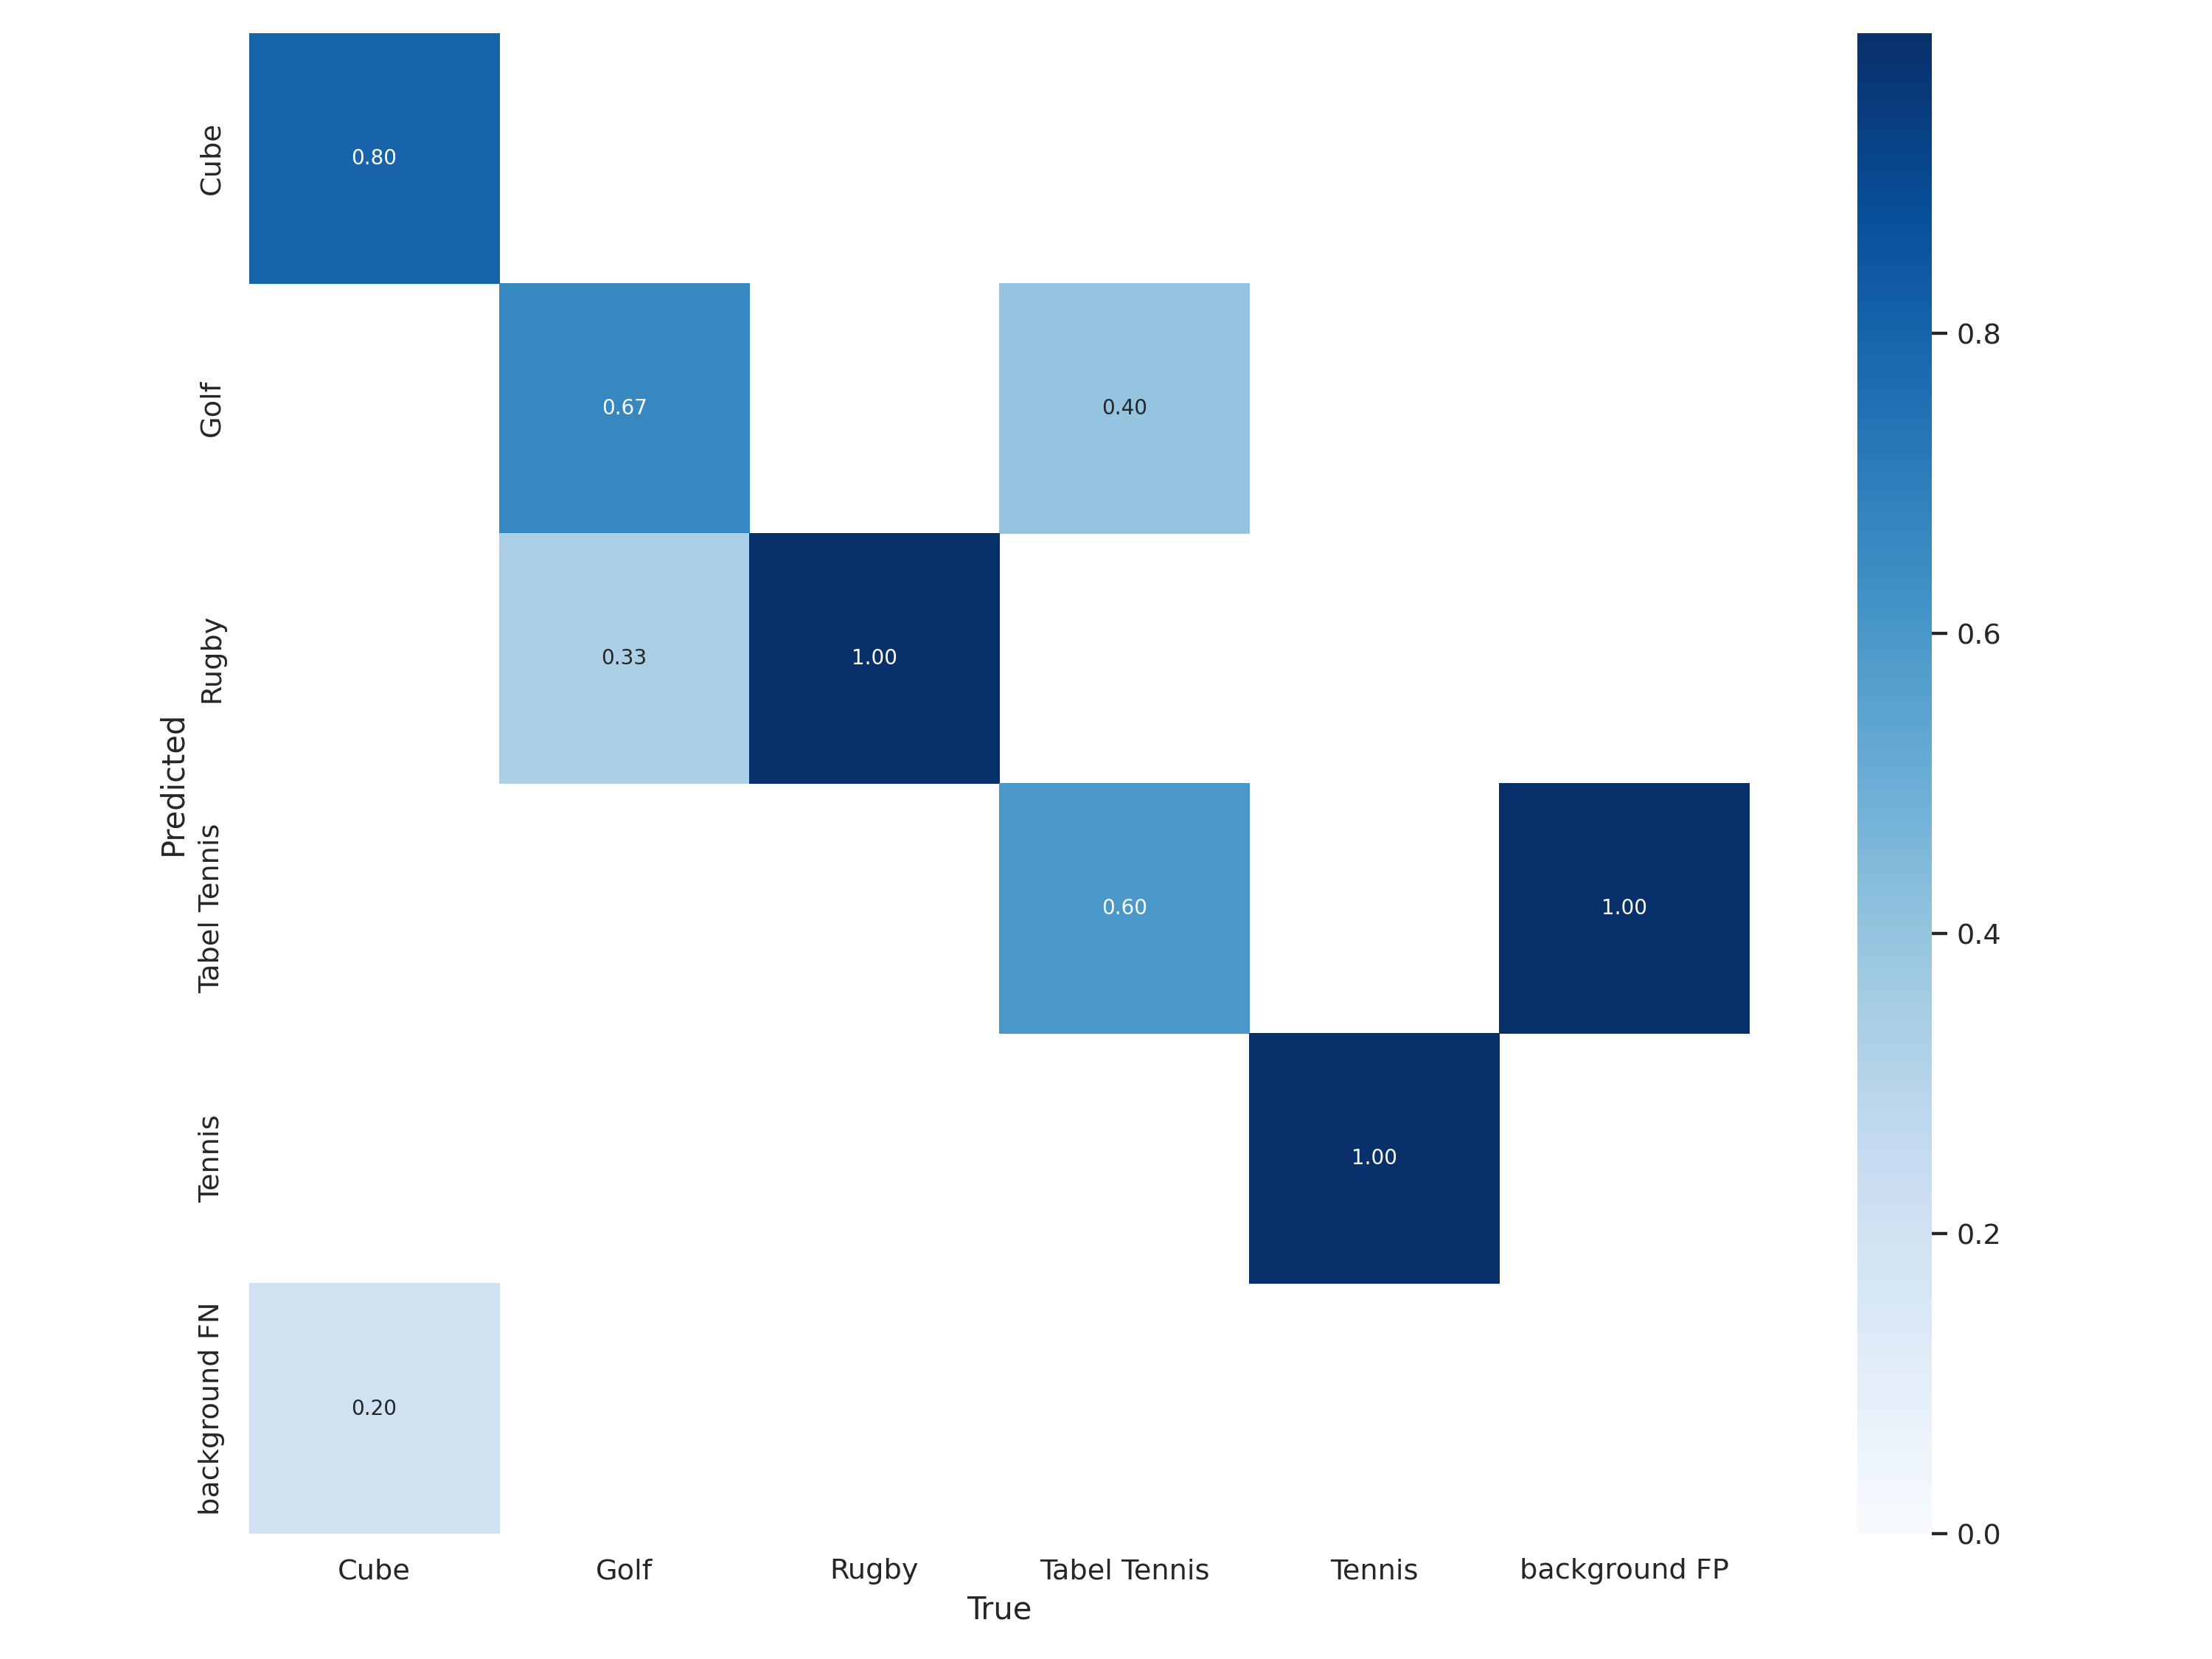 Predicted
Cube
Golf
Rugby
Tabel Tennis
Tennis
background FN
0.80
0.67
0.40
0.33
1.00
0.60
1.00
1.00
0.20
Cube
Golf
Rugby
Tabel Tennis
Tennis
background FP
True
0.8
0.6
0.4
0.2
0.0